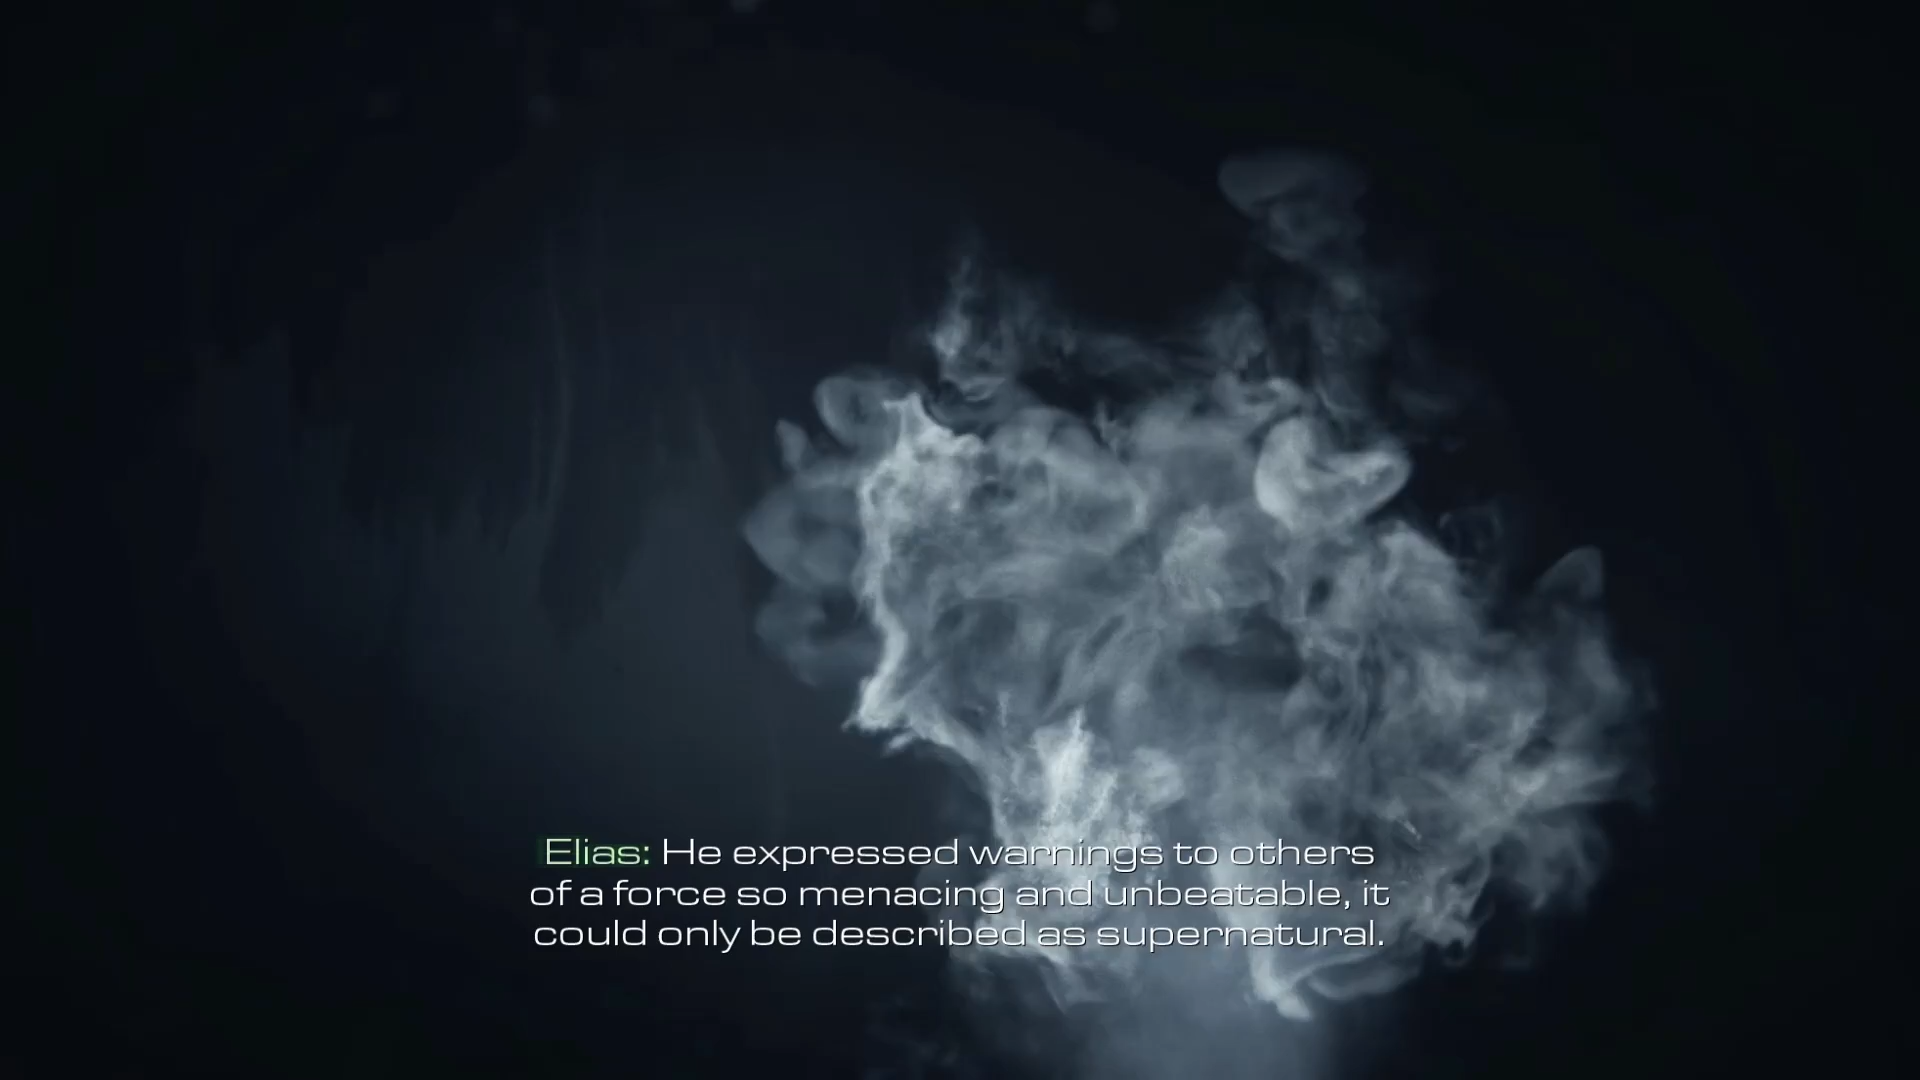 Elias: He expressed warnings to others
of a force so menacing and unbeatable, it
could only be described as supernatural.